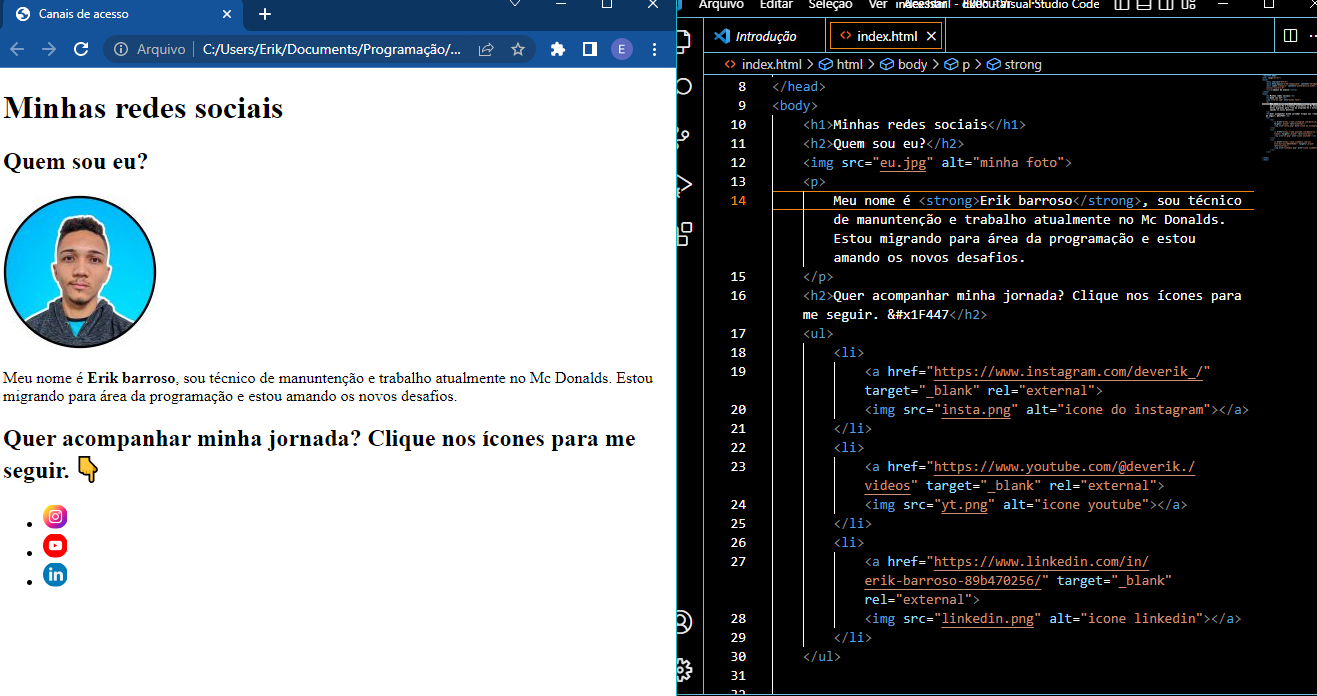 Canais de acesso
Arquivo
C:/Users/Erik/Documents/Programação/...
E
Minhas redes sociais
Quem sou eu?
Meu nome é Erik barroso, sou técnico de manuntenção e trabalho atualmente no Mc Donalds. Estou
migrando para área da programação e estou amando os novos desafios.
Quer acompanhar minha jornada? Clique nos ícones para me
seguir. 👇
in
Arquivo Editar Seleção Ver
Visual Studio Code
Introdução
index.html
index.html > html > body > p > strong
8 </head>
9 <body>
10 <h1>Minhas redes sociais</h1>
11 <h2>Quem sou eu?</h2>
12 <img src="eu.jpg" alt="minha foto">
13 <p>
14 Meu nome é <strong>Erik barroso</strong>, sou técnico
de manuntenção e trabalho atualmente no Mc Donalds.
Estou migrando para área da programação e estou
amando os novos desafios.
15 </p>
16 <h2>Quer acompanhar minha jornada? Clique nos ícones para
me seguir. &#x1F447</h2>
17 <ul>
18 <li>
19 <a href="https://www.instagram.com/deverik_/"
target="_blank" rel="external">
20 <img src="insta.png" alt="icone do instagram"></a>
21 </li>
22 <li>
23 <a href="https://www.youtube.com/@deverik./
videos" target="_blank" rel="external">
24 <img src="yt.png" alt="icone youtube"></a>
25 </li>
26 <li>
27 <a href="https://www.linkedin.com/in/
erik-barroso-89b470256/" target="_blank"
rel="external">
28 <img src="linkedin.png" alt="icone linkedin"></a>
29 </li>
30 </ul>
31